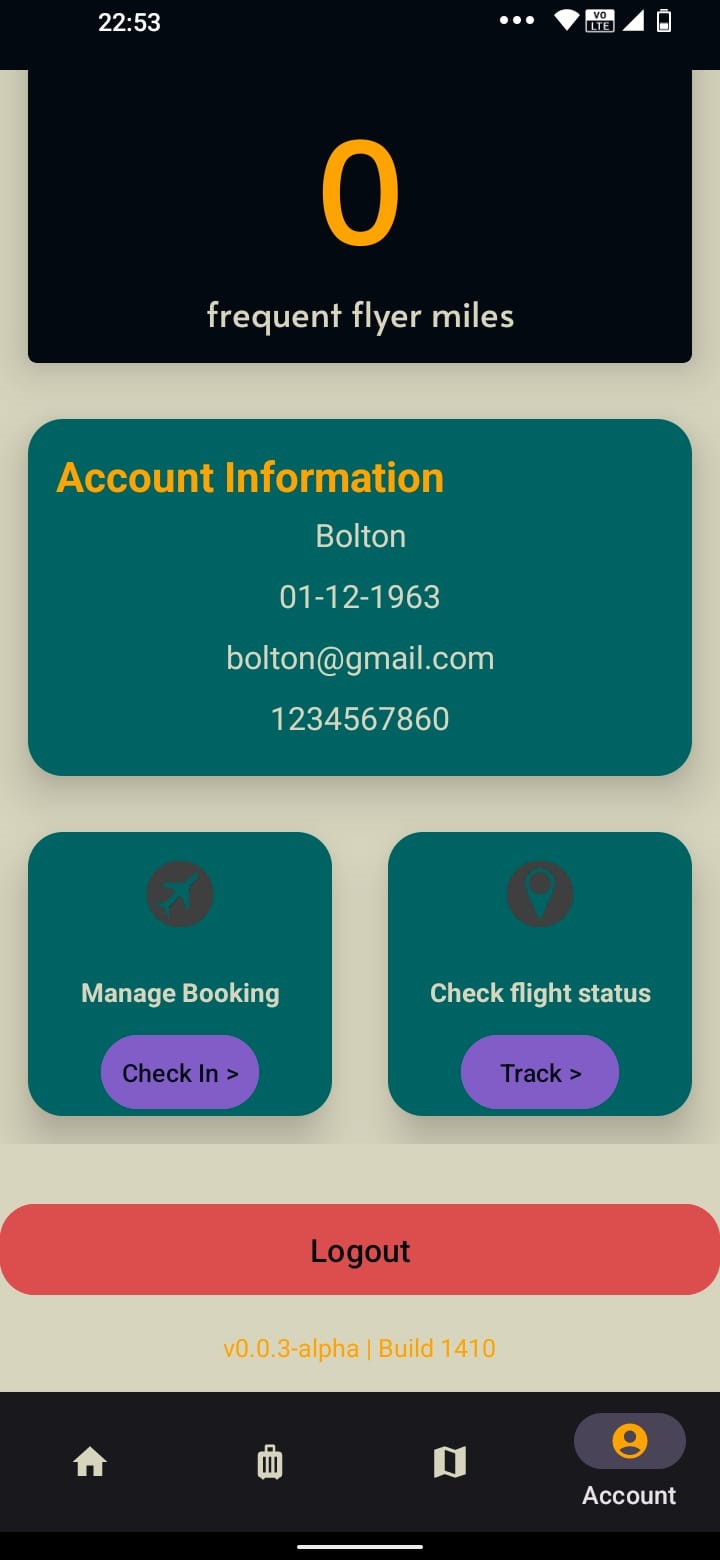 22:53
VO
LTE
0
frequent flyer miles
Account Information
Bolton
01-12-1963
bolton@gmail.com
1234567860
Manage Booking
Check flight status
Check In >
Track >
Logout
v0.0.3-alpha | Build 1410
Account